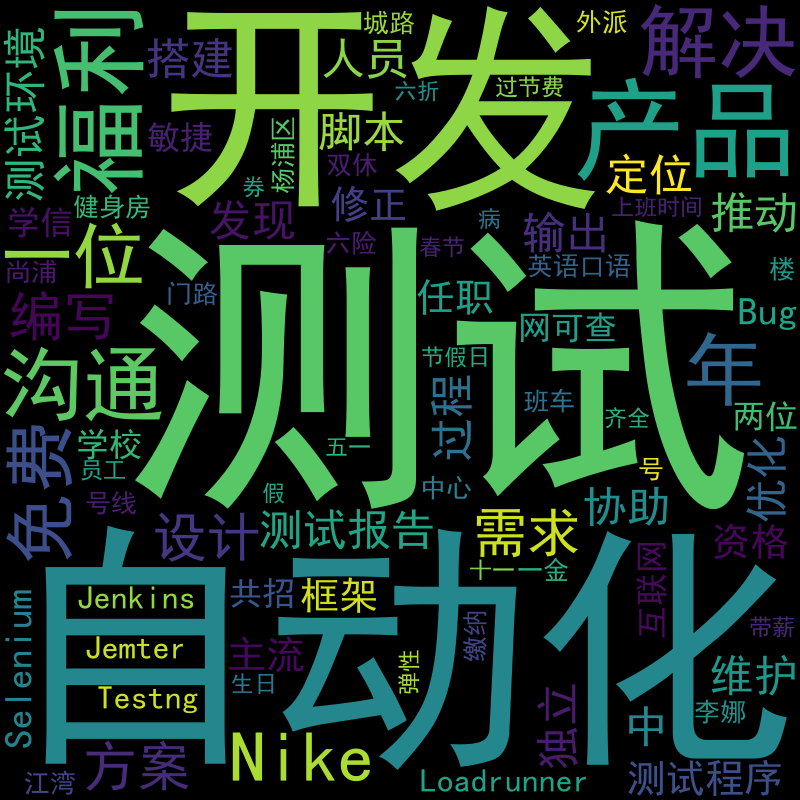 城路
外派
开发
解决
福利
测试环境
搭建
人员
六折
过节费
产品
敏捷
杨浦区
脚本
双休
定位
券
健身房
学信
发现
修正
病
上班时间
推动
输出
一位
六险
春节
英语口语
楼
尚浦
门路
测试
编写
任职
网可查
Bug
年
沟通
节假日
过程
班车
齐全
两位
免费
学校
五一
员工
号
优化
号线
假
中心
协助
设计
测试报告
需求
资格
自动化
十一
一金
互联网
Jenkins
共招
框架
缴纳
带薪
Selenium
Jemter
主流
弹性
维护
生日
Testng
独立
李娜
中
Nike
方案
江湾
Loadrunner
测试程序